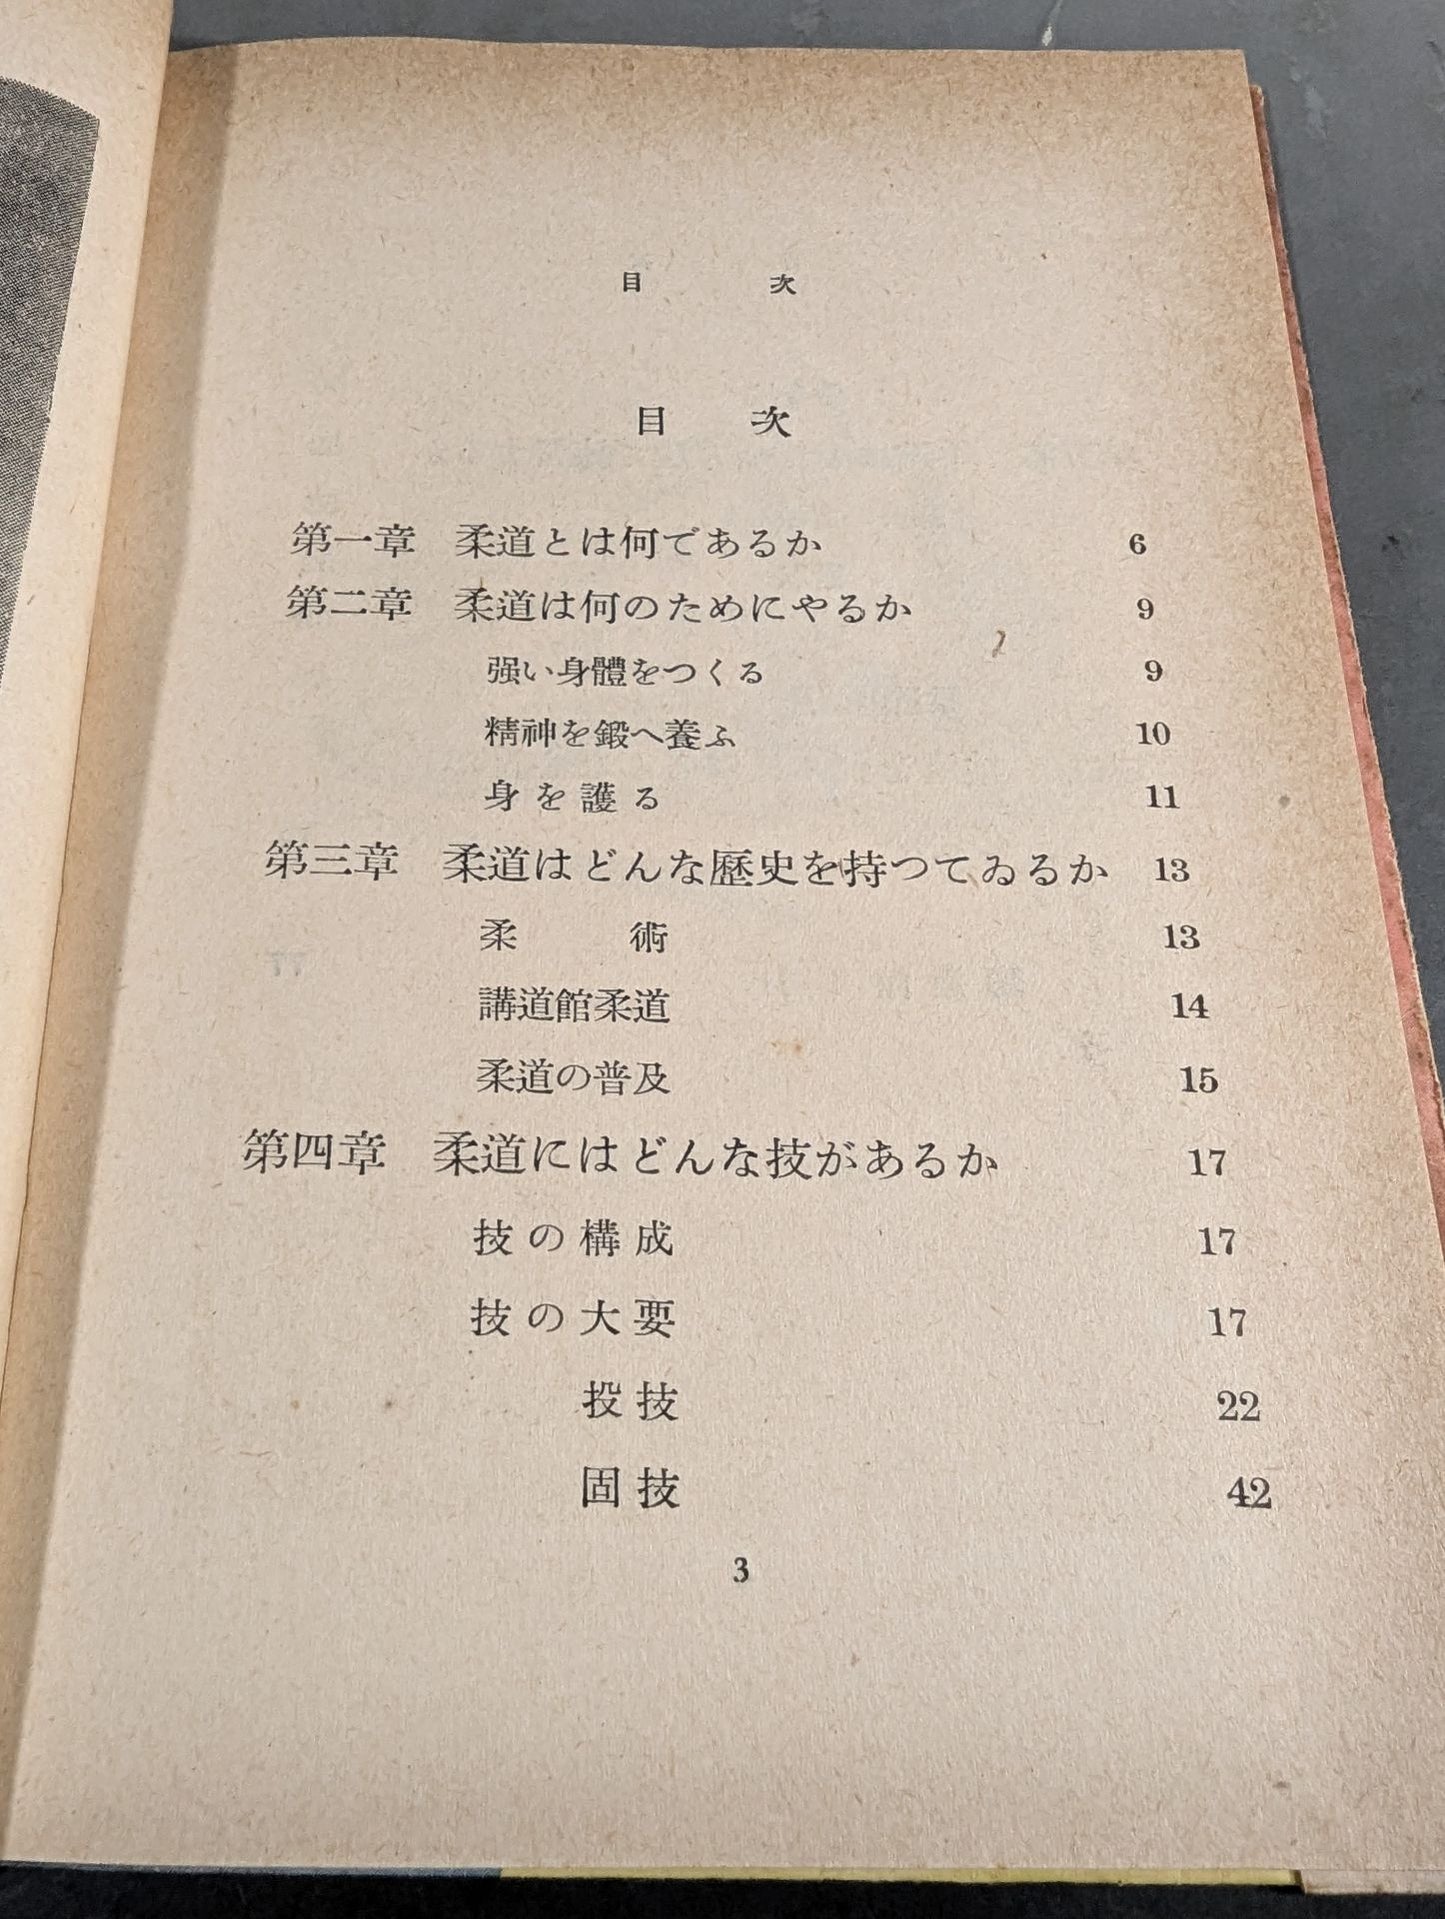 目次
目次
第一章 柔道とは何であるか 6
第二章 柔道は何のためにやるか 9
强い身體をつくる 9
精神を鍛へ養ふ 10
身を護る 11
第三章 柔道はどんな歴史を持つてゐるか 13
柔術 13
講道館柔道 14
柔道の普及 15
第四章 柔道にはどんな技があるか 17
技の構成 17
技の大要 17
投技 22
固技 42
3